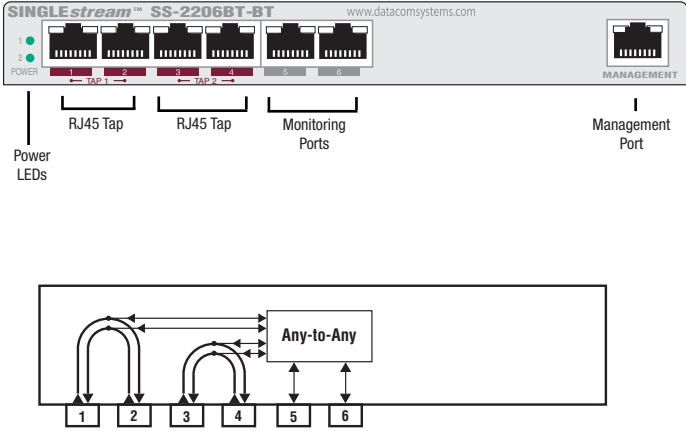 SINGLEstream™ SS-2206BT-BT www.datacomsystems.com
1
2
POWER
1 2 3 4 5 6
TAP 1 TAP 2
MANAGEMENT
RJ45 Tap RJ45 Tap Monitoring Ports Management Port
Power
LEDs
Any-to-Any
1 2 3 4 5 6